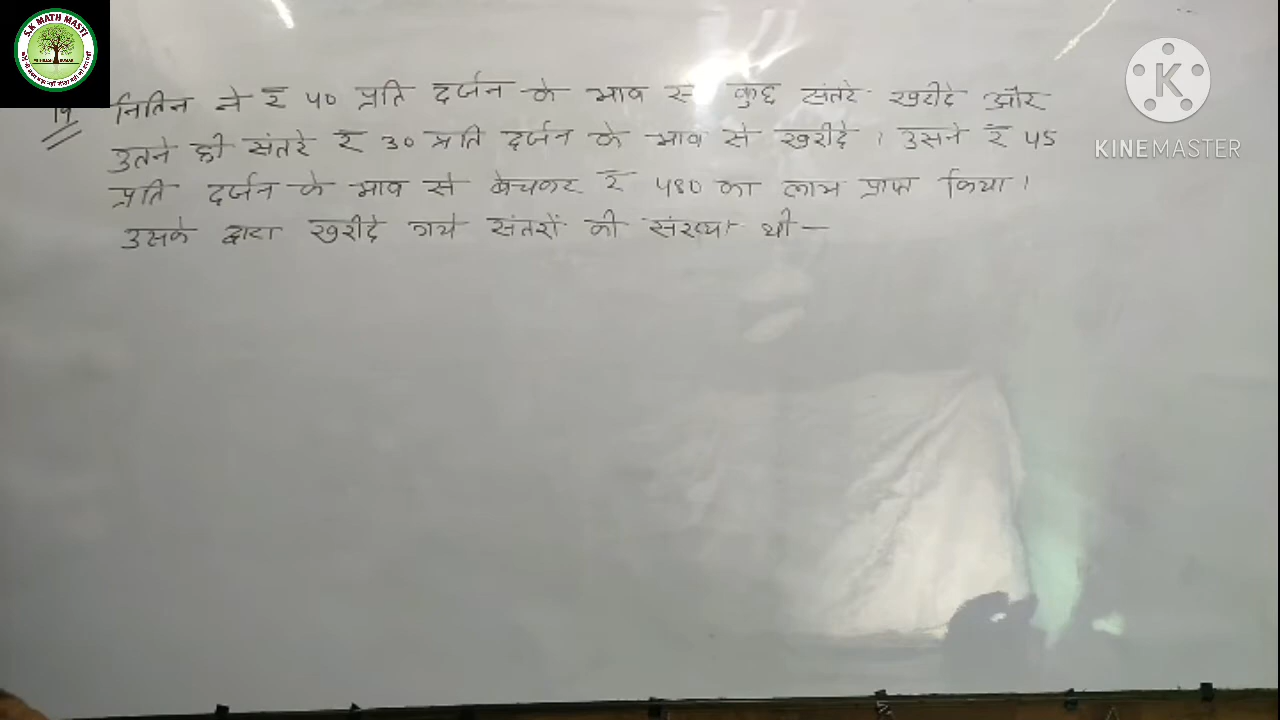 S.K MATH MASTI
KINEMASTER
19 नितिन ने ₹ 40 प्रति दर्जन के भाव से कुछ संतरे खरीदे और
उतने ही संतरे ₹ 30 प्रति दर्जन के भाव से खरीदे। उसने ₹ 45
प्रति दर्जन के भाव से बेचकर ₹ 480 का लाभ प्राप्त किया।
उसके द्वारा खरीदे गये संतरों की संख्या थी —